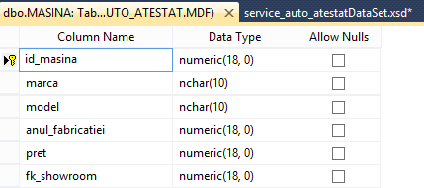 dbo.MASINA: Tab...UTO_ATESTAT.MDF) service_auto_atestatDataSet.xsd*
Column Name Data Type Allow Nulls
id_masina numeric(18, 0)
marca nchar(10)
model nchar(10)
anul_fabricatiei numeric(18, 0)
pret numeric(18, 0)
fk_showroom numeric(18, 0)